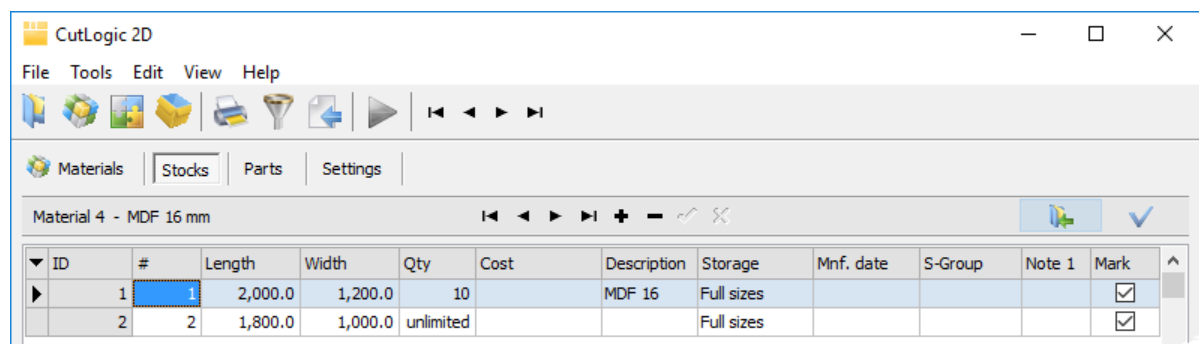 CutLogic 2D
File Tools Edit View Help
Materials Stocks Parts Settings
Material 4 - MDF 16 mm
ID # Length Width Qty Cost Description Storage Mnf. date S-Group Note 1 Mark
1 1 2,000.0 1,200.0 10 MDF 16 Full sizes
2 2 1,800.0 1,000.0 unlimited Full sizes